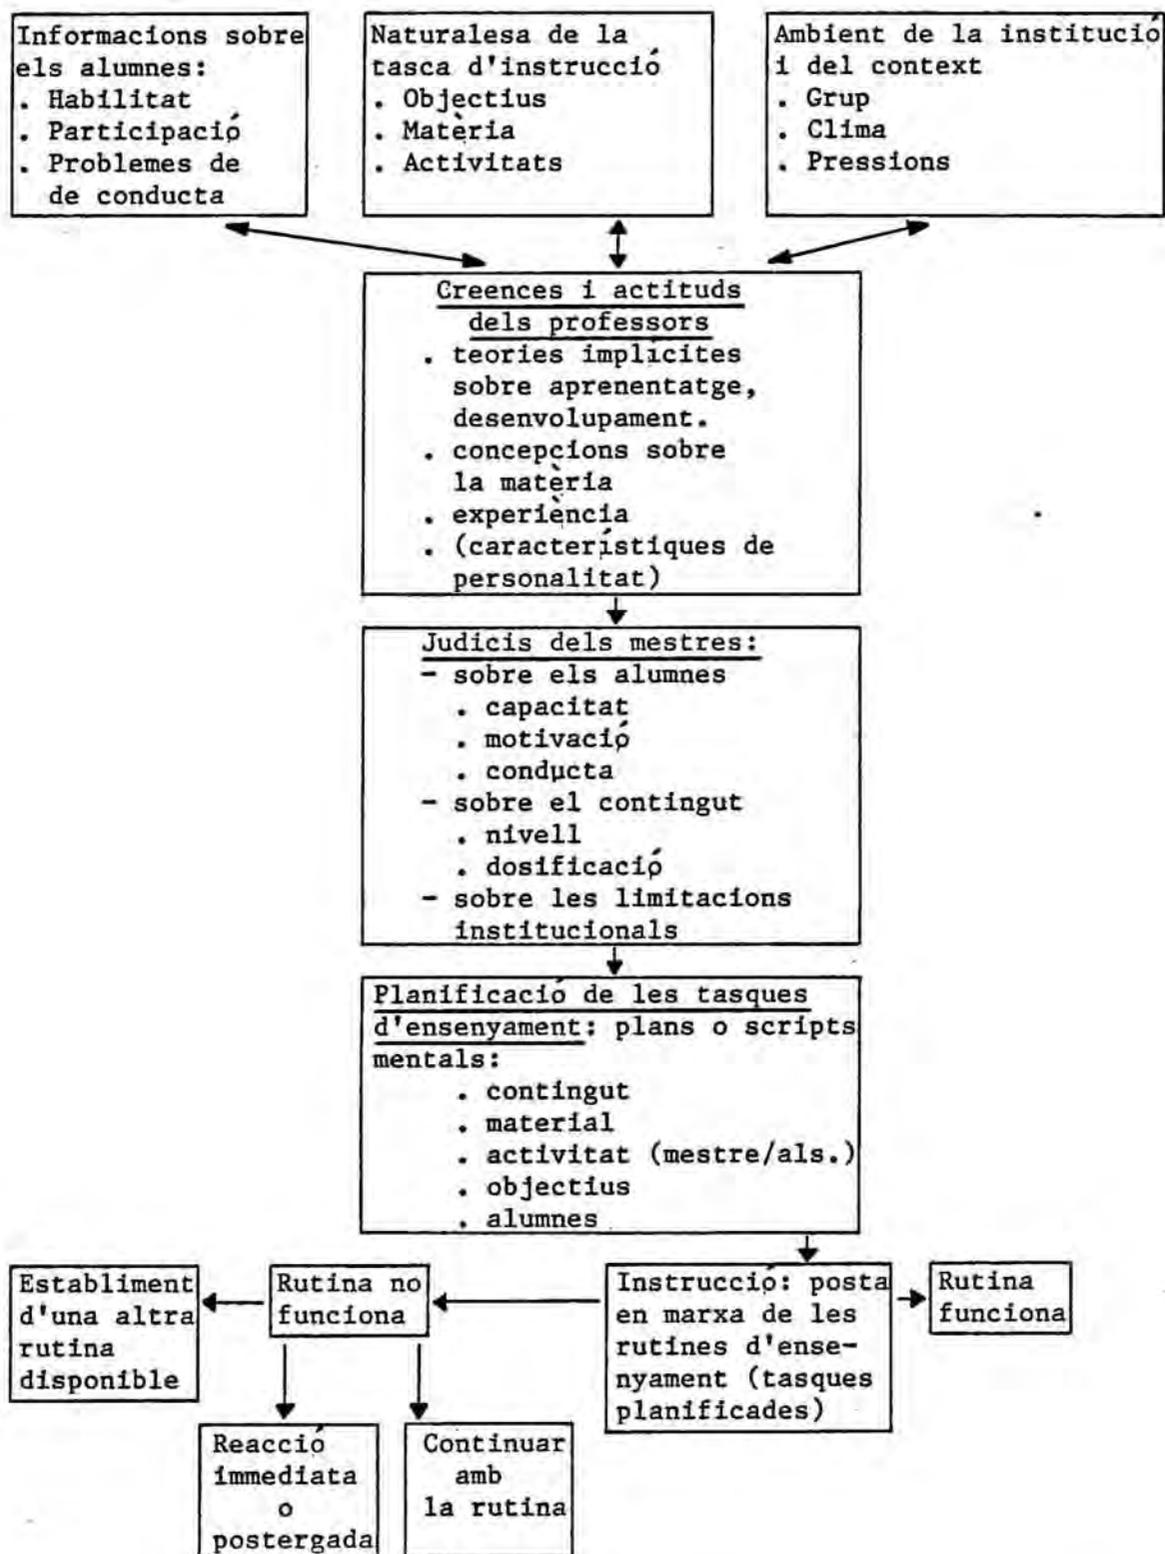 Informacions sobre
els alumnes:
. Habilitat
. Participació
. Problemes de
de conducta
Naturalesa de la
tasca d'instrucció
. Objectius
. Matèria
. Activitats
Ambient de la institució
i del context
. Grup
. Clima
. Pressions
Creences i actituds
dels professors
. teories implícites
sobre aprenentatge,
desenvolupament.
. concepcions sobre
la matèria
. experiència
. (característiques de
personalitat)
Judicis dels mestres:
- sobre els alumnes
. capacitat
. motivació
. conducta
- sobre el contingut
. nivell
. dosificació
- sobre les limitacions
institucionals
Planificació de les tasques
d'ensenyament: plans o scripts
mentals:
. contingut
. material
. activitat (mestre/als.)
. objectius
. alumnes
Establiment
d'una altra
rutina
disponible
Rutina no
funciona
Instrucció: posta
en marxa de les
rutines d'ense-
nyament (tasques
planificades)
Rutina
funciona
Reacció
immediata
o
postergada
Continuar
amb
la rutina